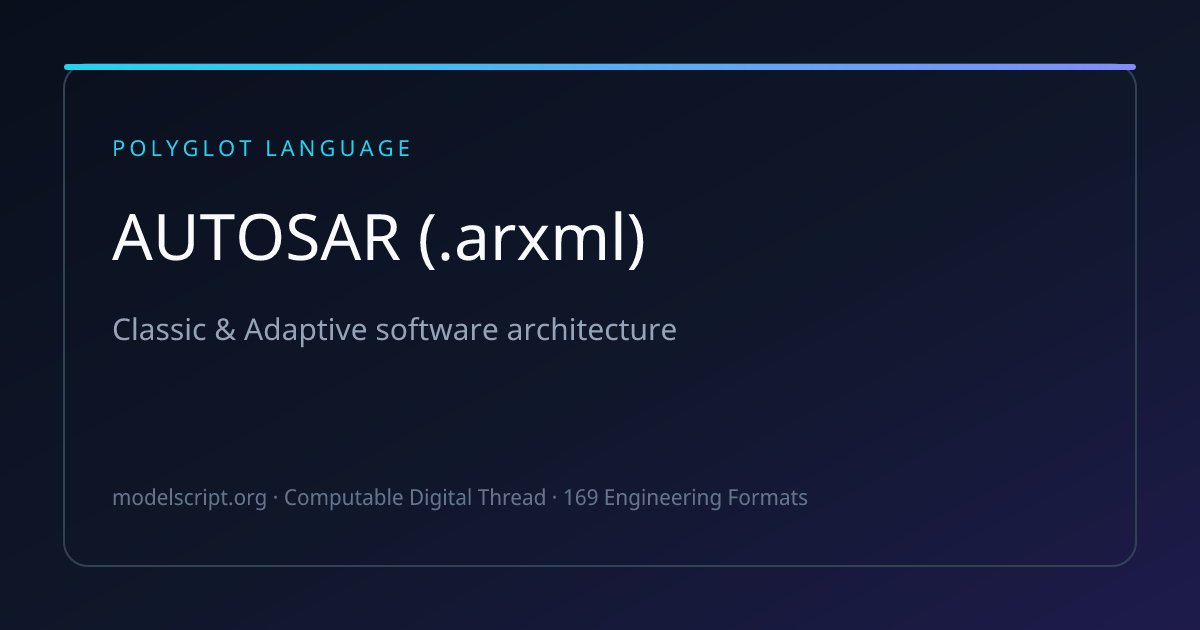 POLYGLOT LANGUAGE
AUTOSAR (.arxml)
Classic & Adaptive software architecture
modelscript.org · Computable Digital Thread · 169 Engineering Formats